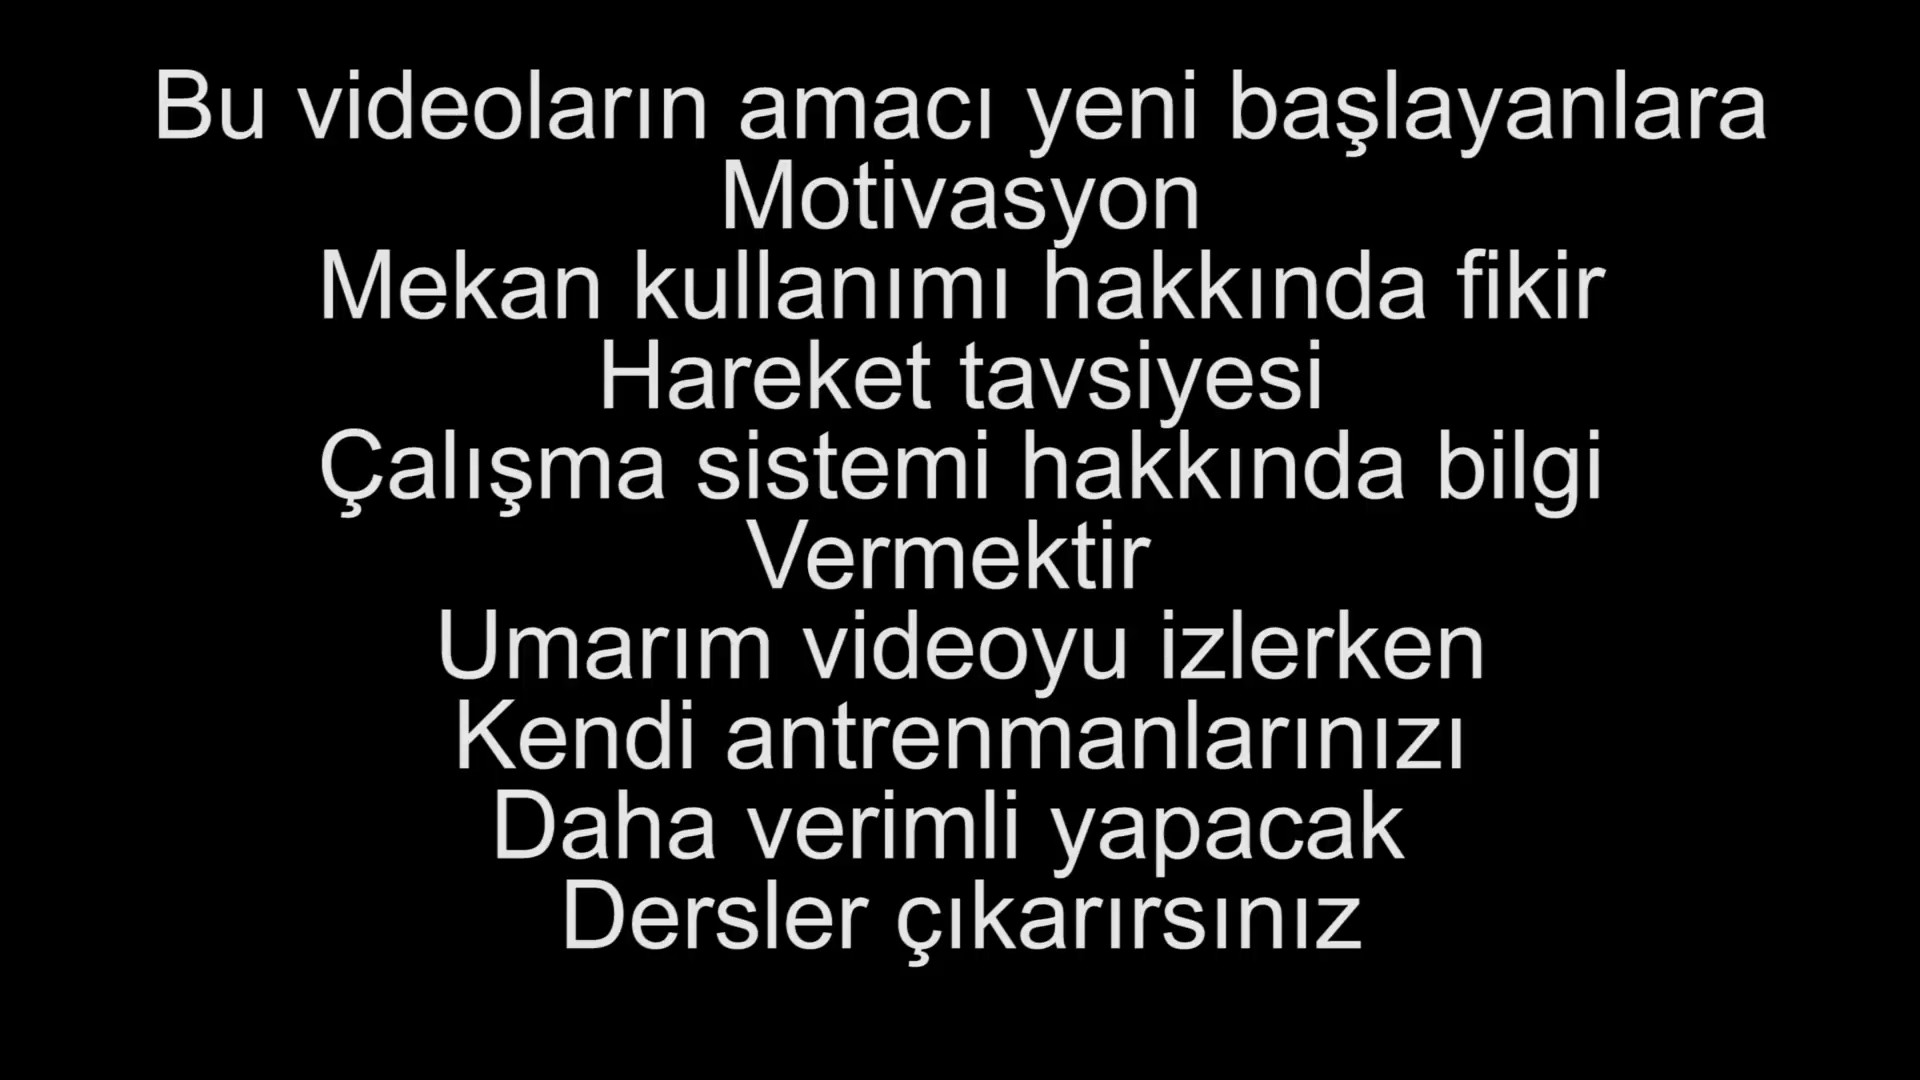 Bu videoların amacı yeni başlayanlara
Motivasyon
Mekan kullanımı hakkında fikir
Hareket tavsiyesi
Çalışma sistemi hakkında bilgi
Vermektir
Umarım videoyu izlerken
Kendi antrenmanlarınızı
Daha verimli yapacak
Dersler çıkarırsınız